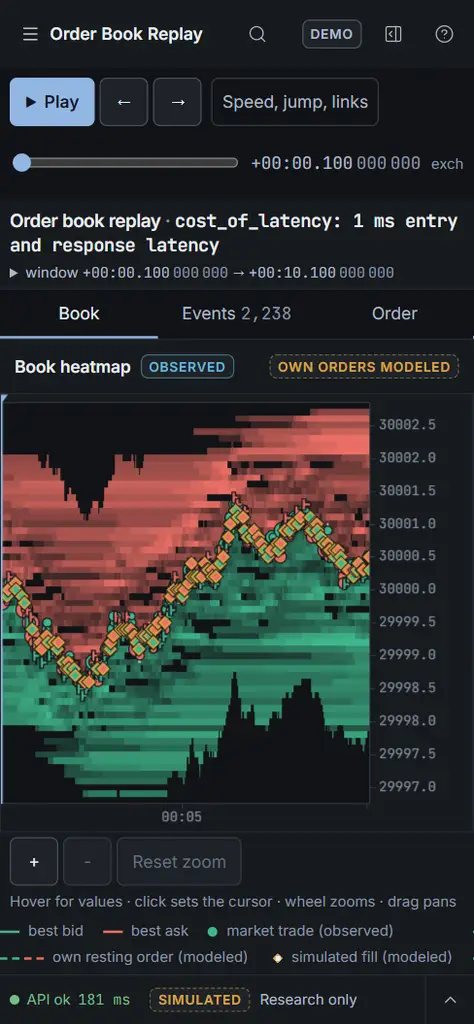 Order Book Replay
DEMO
Play
←
→
Speed, jump, links
+00:00.100 000 000 exch
Order book replay · cost_of_latency: 1 ms entry
and response latency
window +00:00.100 000 000 → +00:10.100 000 000
Book
Events 2,238
Order
Book heatmap
OBSERVED
OWN ORDERS MODELED
30002.5
30002.0
30001.5
30001.0
30000.5
30000.0
29999.5
29999.0
29998.5
29998.0
29997.5
29997.0
00:05
+
-
Reset zoom
Hover for values · click sets the cursor · wheel zooms · drag pans
best bid
best ask
market trade (observed)
own resting order (modeled)
simulated fill (modeled)
API ok 181 ms
SIMULATED
Research only